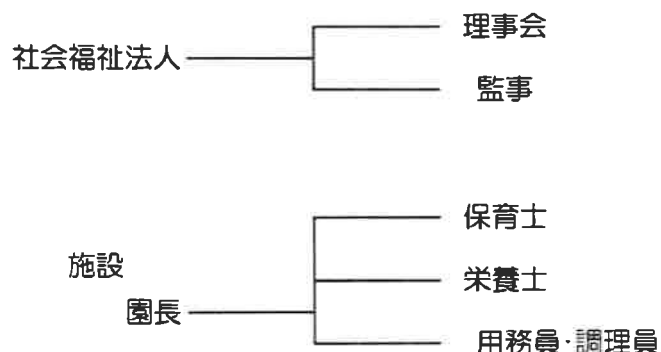 理事会
社会福祉法人
監事
保育士
施設
栄養士
園長
用務員・調理員